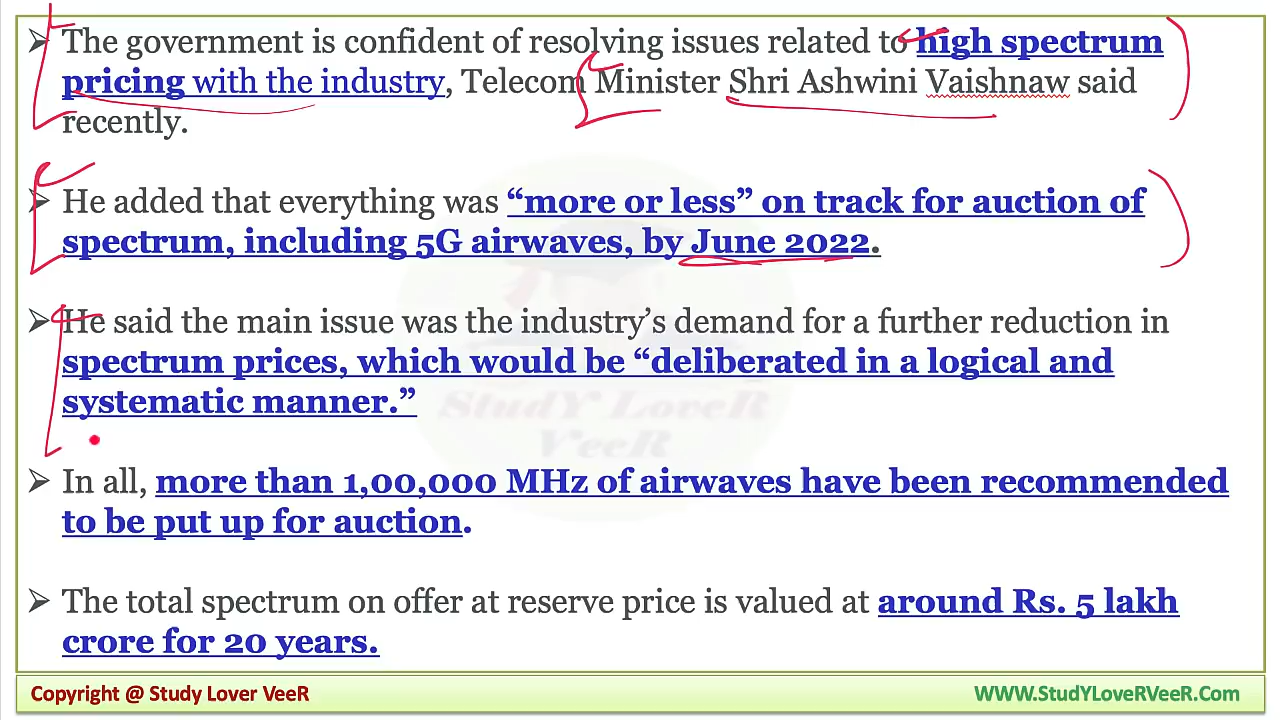 ➢ The government is confident of resolving issues related to high spectrum
pricing with the industry, Telecom Minister Shri Ashwini Vaishnaw said
recently.
➢ He added that everything was “more or less” on track for auction of
spectrum, including 5G airwaves, by June 2022.
➢ He said the main issue was the industry’s demand for a further reduction in
spectrum prices, which would be “deliberated in a logical and
systematic manner.”
StudY LoveR
VeeR
➢ In all, more than 1,00,000 MHz of airwaves have been recommended
to be put up for auction.
➢ The total spectrum on offer at reserve price is valued at around Rs. 5 lakh
crore for 20 years.
Copyright @ Study Lover VeeR
WWW.StudYLoveRVeeR.Com